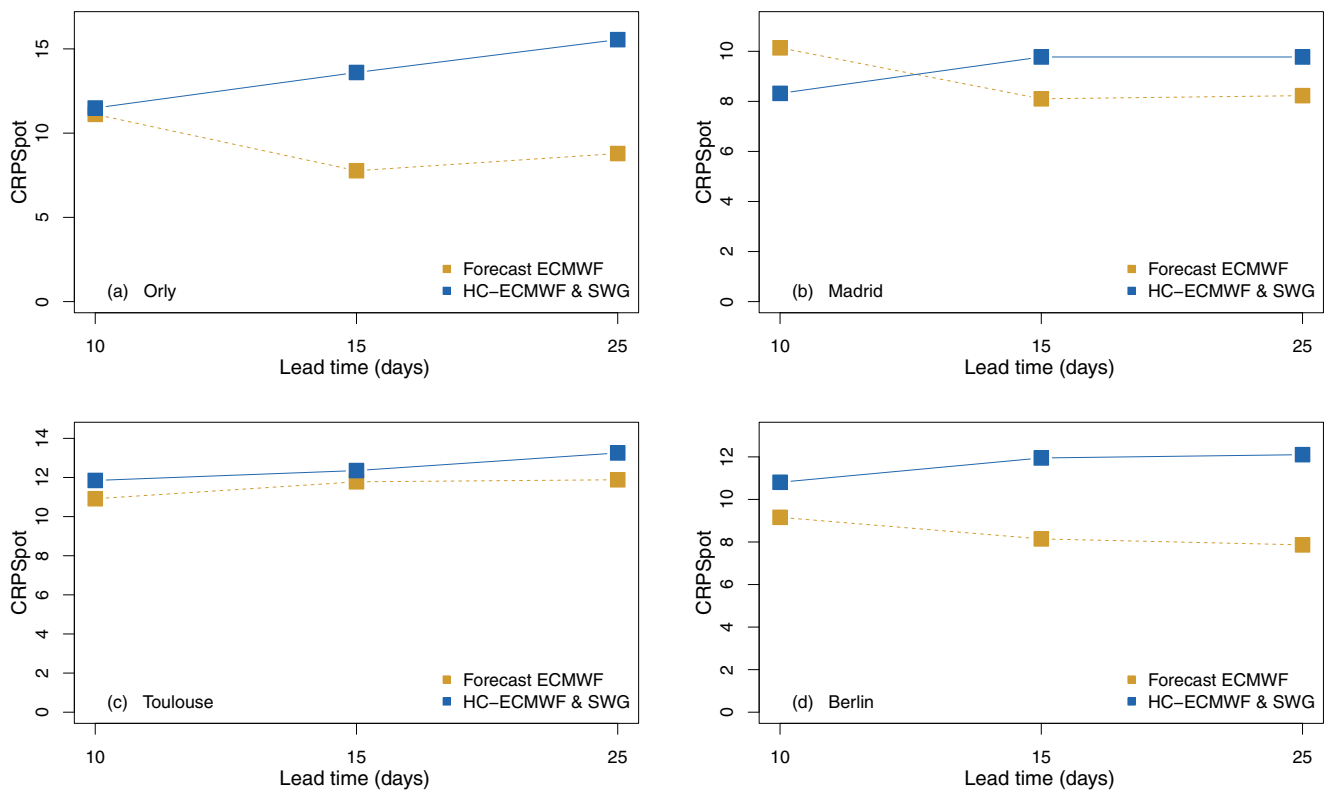 CRPSpot
15
10
5
0
Forecast ECMWF
HC-ECMWF & SWG
(a) Orly
10 15 25
Lead time (days)
CRPSpot
10
8
6
4
2
0
Forecast ECMWF
HC-ECMWF & SWG
(b) Madrid
10 15 25
Lead time (days)
CRPSpot
14
12
10
8
6
4
2
0
Forecast ECMWF
HC-ECMWF & SWG
(c) Toulouse
10 15 25
Lead time (days)
CRPSpot
12
10
8
6
4
2
0
Forecast ECMWF
HC-ECMWF & SWG
(d) Berlin
10 15 25
Lead time (days)